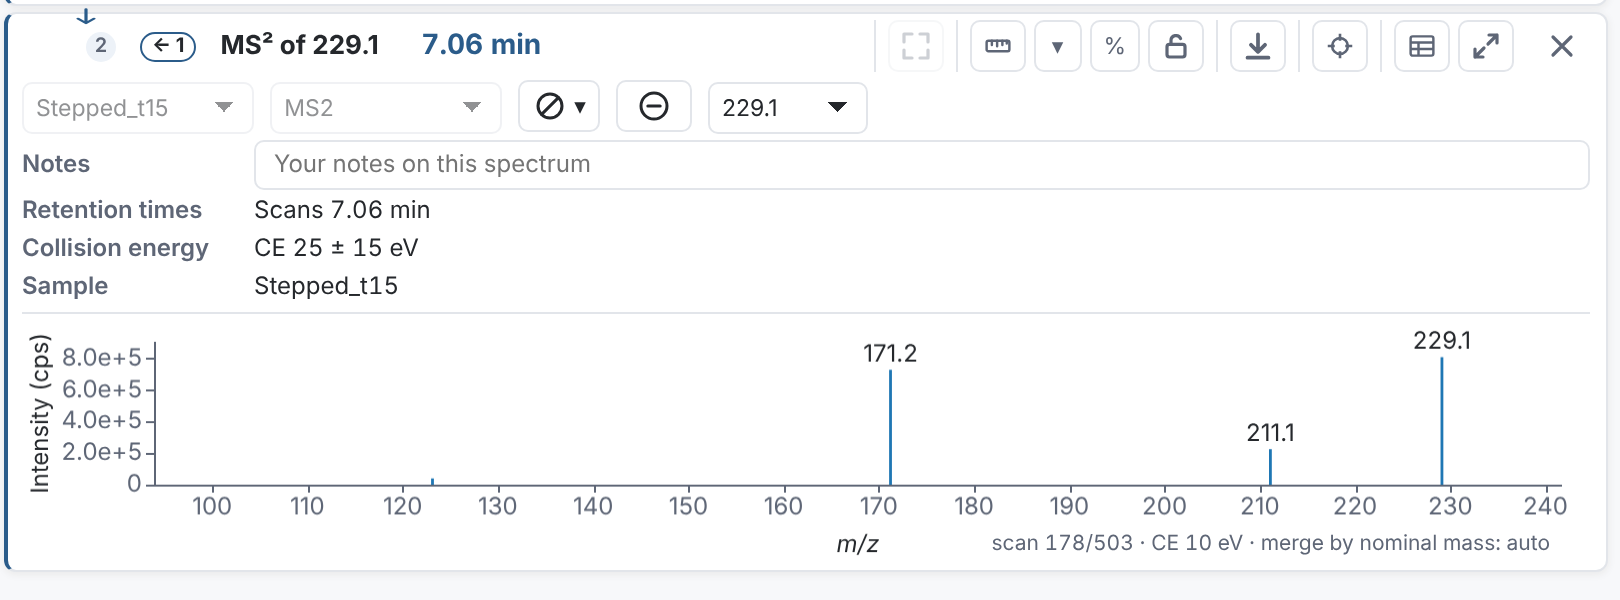 2 ← 1 MS² of 229.1 7.06 min %
Stepped_t15 MS2 229.1
Notes Your notes on this spectrum
Retention times Scans 7.06 min
Collision energy CE 25 ± 15 eV
Sample Stepped_t15
Intensity (cps)
8.0e+5
6.0e+5
4.0e+5
2.0e+5
0
171.2 211.1 229.1
100 110 120 130 140 150 160 170 180 190 200 210 220 230 240
m/z
scan 178/503 · CE 10 eV · merge by nominal mass: auto